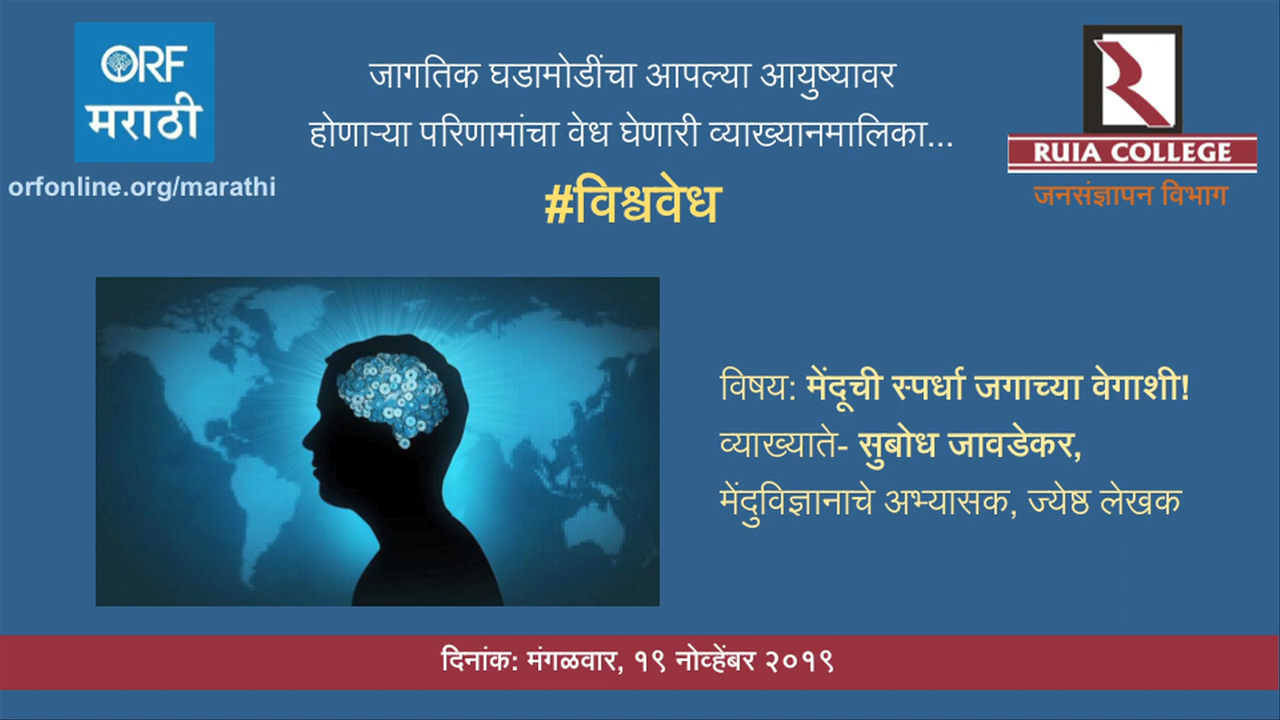 ORF
मराठी
orfonline.org/marathi
जागतिक घडामोडींचा आपल्या आयुष्यावर
होणाऱ्या परिणामांचा वेध घेणारी व्याख्यानमालिका...
#विश्ववेध
RUIA COLLEGE
जनसंज्ञापन विभाग
विषय: मेंदूची स्पर्धा जगाच्या वेगाशी!
व्याख्याते- सुबोध जावडेकर,
मेंदुविज्ञानाचे अभ्यासक, ज्येष्ठ लेखक
दिनांक: मंगळवार, १९ नोव्हेंबर २०१९